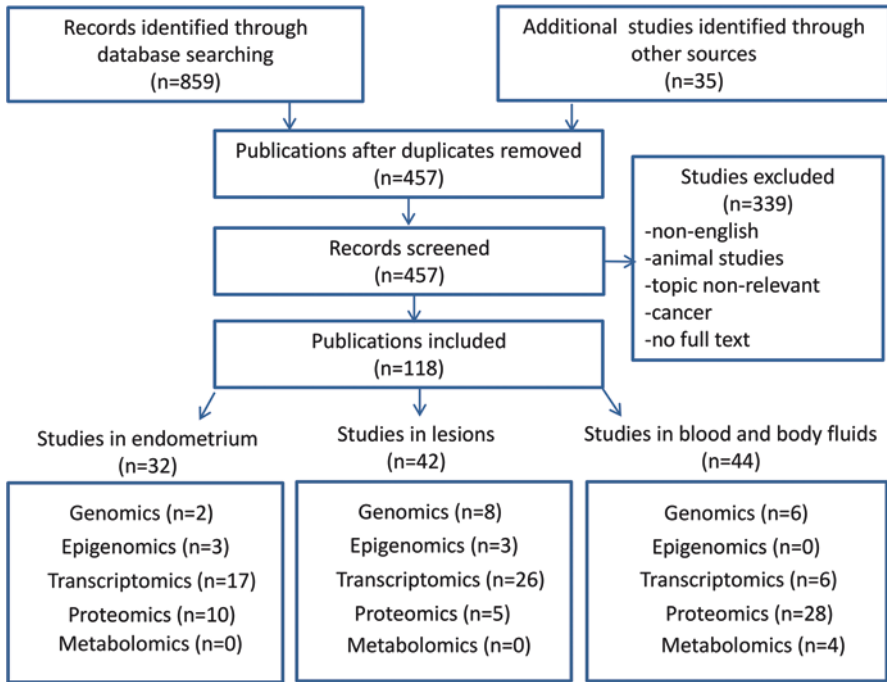 Records identified through
database searching
(n=859)
Additional studies identified through
other sources
(n=35)
Publications after duplicates removed
(n=457)
Studies excluded
(n=339)
-non-english
-animal studies
-topic non-relevant
-cancer
-no full text
Records screened
(n=457)
Publications included
(n=118)
Studies in endometrium
(n=32)
Genomics (n=2)
Epigenomics (n=3)
Transcriptomics (n=17)
Proteomics (n=10)
Metabolomics (n=0)
Studies in lesions
(n=42)
Genomics (n=8)
Epigenomics (n=3)
Transcriptomics (n=26)
Proteomics (n=5)
Metabolomics (n=0)
Studies in blood and body fluids
(n=44)
Genomics (n=6)
Epigenomics (n=0)
Transcriptomics (n=6)
Proteomics (n=28)
Metabolomics (n=4)